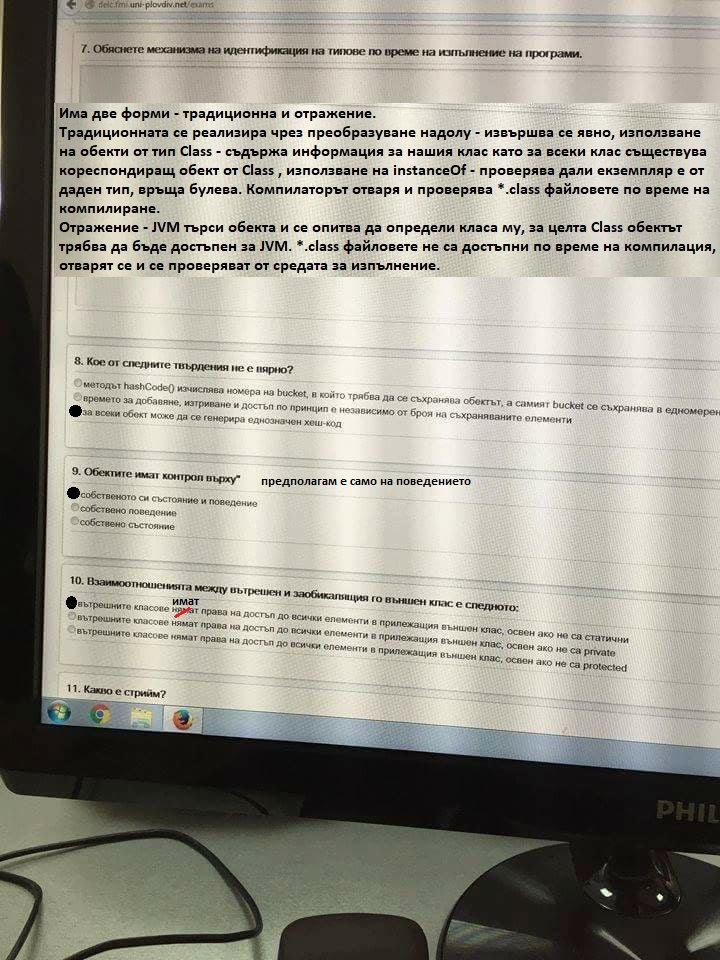 delc.fmi.uni-plovdiv.net/exams
7. Обяснете механизма на идентификация на типове по време на изпълнение на програми.
Има две форми - традиционна и отражение.
Традиционната се реализира чрез преобразуване надолу - извършва се явно, използване
на обекти от тип Class - съдържа информация за нашия клас като за всеки клас съществува
кореспондиращ обект от Class , използване на instanceOf - проверява дали екземпляр е от
даден тип, връща булева. Компилаторът отваря и проверява *.class файловете по време на
компилиране.
Отражение - JVM търси обекта и се опитва да определи класа му, за целта Class обектът
трябва да бъде достъпен за JVM. *.class файловете не са достъпни по време на компилация,
отварят се и се проверяват от средата за изпълнение.
8. Кое от следните твърдения не е вярно?
методът hashCode() изчислява номера на bucket, в който трябва да се съхранява обектът, а самият bucket се съхранява в едномерен
времето за добавяне, изтриване и достъп по принцип е независимо от броя на съхраняваните елементи
за всеки обект може да се генерира еднозначен хеш-код
9. Обектите имат контрол върху" предполагам е само на поведението
собственото си състояние и поведение
собствено поведение
собствено състояние
10. Взаимоотношенията между вътрешен и заобикалящия го външен клас е следното:
имат
вътрешните класове нямат права на достъп до всички елементи в прилежащия външен клас, освен ако не са статични
вътрешните класове нямат права на достъп до всички елементи в прилежащия външен клас, освен ако не са private
вътрешните класове нямат права на достъп до всички елементи в прилежащия външен клас, освен ако не са protected
11. Какво е стрийм?
PHIL